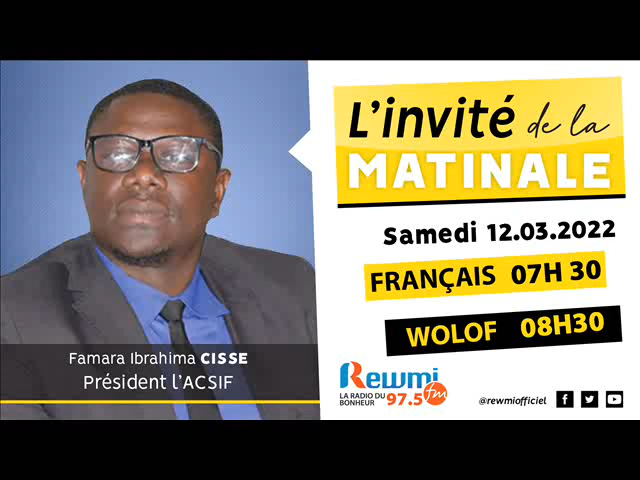 L'invité de la
MATINALE
Samedi 12.03.2022
FRANÇAIS 07H 30
WOLOF 08H30
Famara Ibrahima CISSE
Président l'ACSIF
Rewmi fm
LA RADIO DU BONHEUR 97.5
@rewmiofficiel